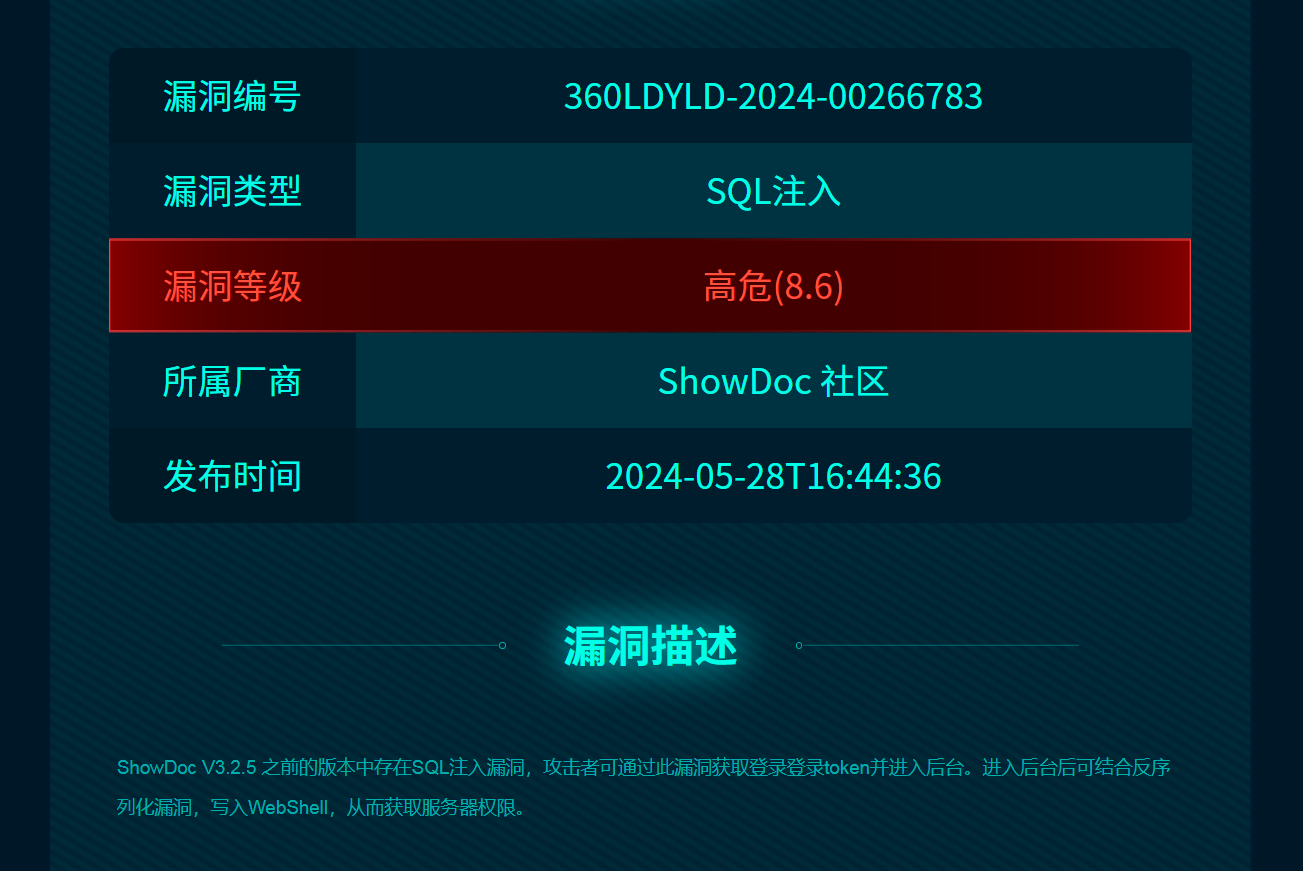 漏洞编号 360LDYLD-2024-00266783
漏洞类型 SQL注入
漏洞等级 高危(8.6)
所属厂商 ShowDoc 社区
发布时间 2024-05-28T16:44:36
漏洞描述
ShowDoc V3.2.5 之前的版本中存在SQL注入漏洞，攻击者可通过此漏洞获取登录登录token并进入后台。进入后台后可结合反序
列化漏洞，写入WebShell，从而获取服务器权限。